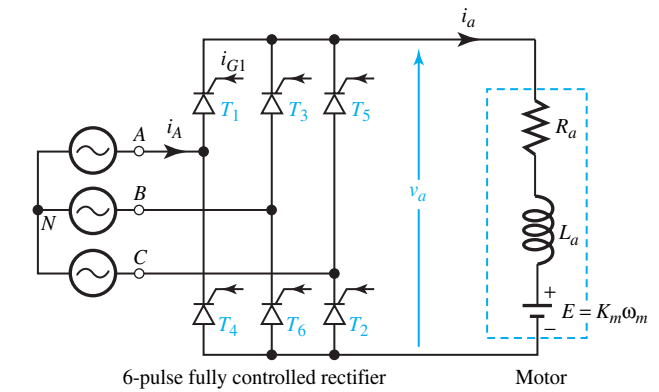 i_a
i_G1
T_1
T_3
T_5
A
i_A
R_a
B
v_a
N
L_a
C
+
E = K_mω_m
−
T_4
T_6
T_2
6-pulse fully controlled rectifier
Motor